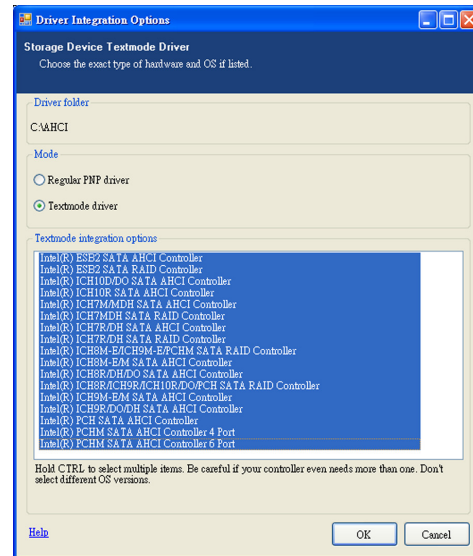 Driver Integration Options
Storage Device Textmode Driver
Choose the exact type of hardware and OS if listed.
Driver folder
C:\AHCI
Mode
Regular PNP driver
Textmode driver
Textmode integration options
Intel(R) ESB2 SATA AHCI Controller
Intel(R) ESB2 SATA RAID Controller
Intel(R) ICH10D/DO SATA AHCI Controller
Intel(R) ICH10R SATA AHCI Controller
Intel(R) ICH7M/MDH SATA AHCI Controller
Intel(R) ICH7MDH SATA RAID Controller
Intel(R) ICH7R/DH SATA AHCI Controller
Intel(R) ICH7R/DH SATA RAID Controller
Intel(R) ICH8M-E/ICH9M-E/PCHM SATA RAID Controller
Intel(R) ICH8M-E/M SATA AHCI Controller
Intel(R) ICH8R/DH/DO SATA AHCI Controller
Intel(R) ICH8R/ICH9R/ICH10R/DO/PCH SATA RAID Controller
Intel(R) ICH9M-E/M SATA AHCI Controller
Intel(R) ICH9R/DO/DH SATA AHCI Controller
Intel(R) PCH SATA AHCI Controller
Intel(R) PCHM SATA AHCI Controller 4 Port
Intel(R) PCHM SATA AHCI Controller 6 Port
Hold CTRL to select multiple items. Be careful if your controller even needs more than one. Don't
select different OS versions.
Help
OK
Cancel